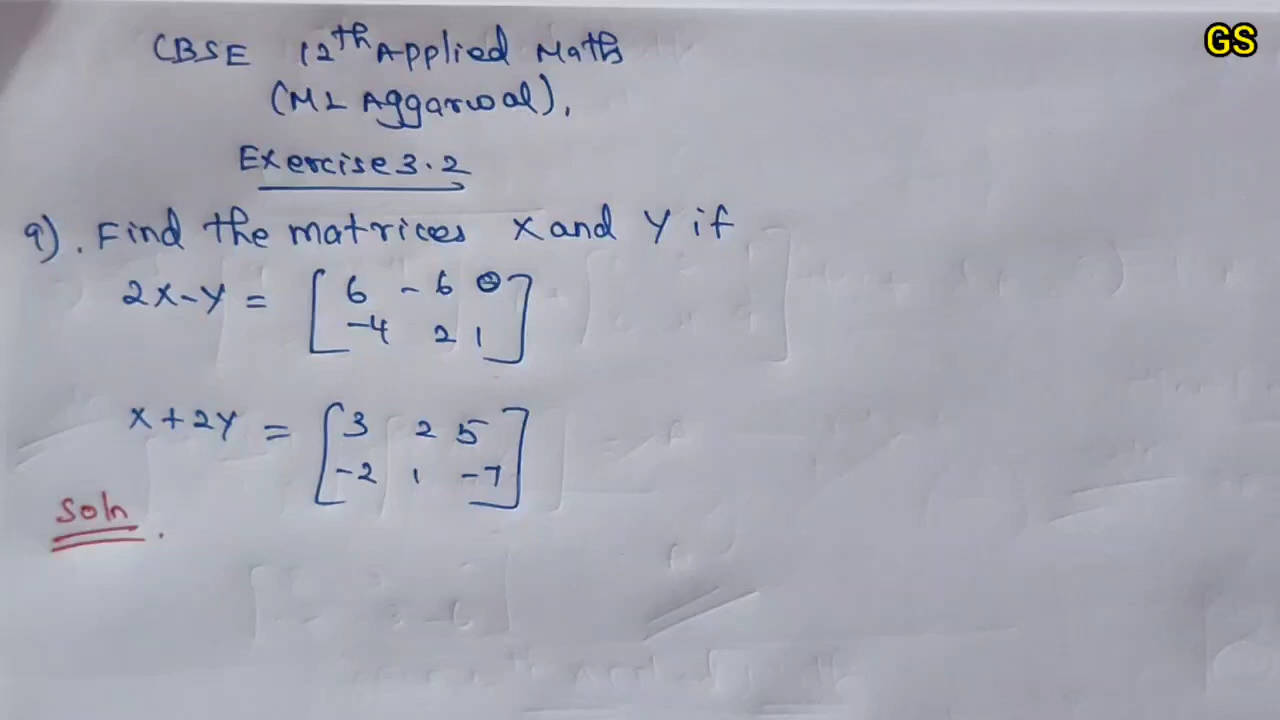 GS
CBSE 12th Applied Math
(ML Aggarwal),
Exercise 3.2
9). Find the matrices X and Y if
2X-Y = [6 -6 0
-4 2 1]
X+2Y = [3 2 5
-2 1 -7]
Soln.